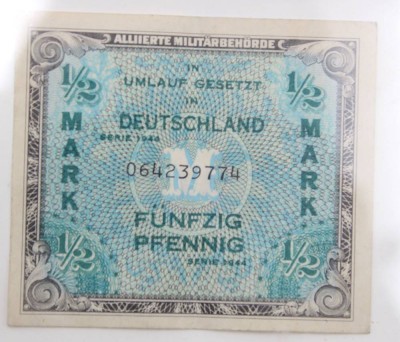 ALLIIERTE MILITÄRBEHÖRDE
1/2 IN 1/2
UMLAUF GESETZT
IN
DEUTSCHLAND
SERIE 1944
MARK M MARK
064239774
FÜNFZIG
PFENNIG
SERIE 1944
1/2 1/2